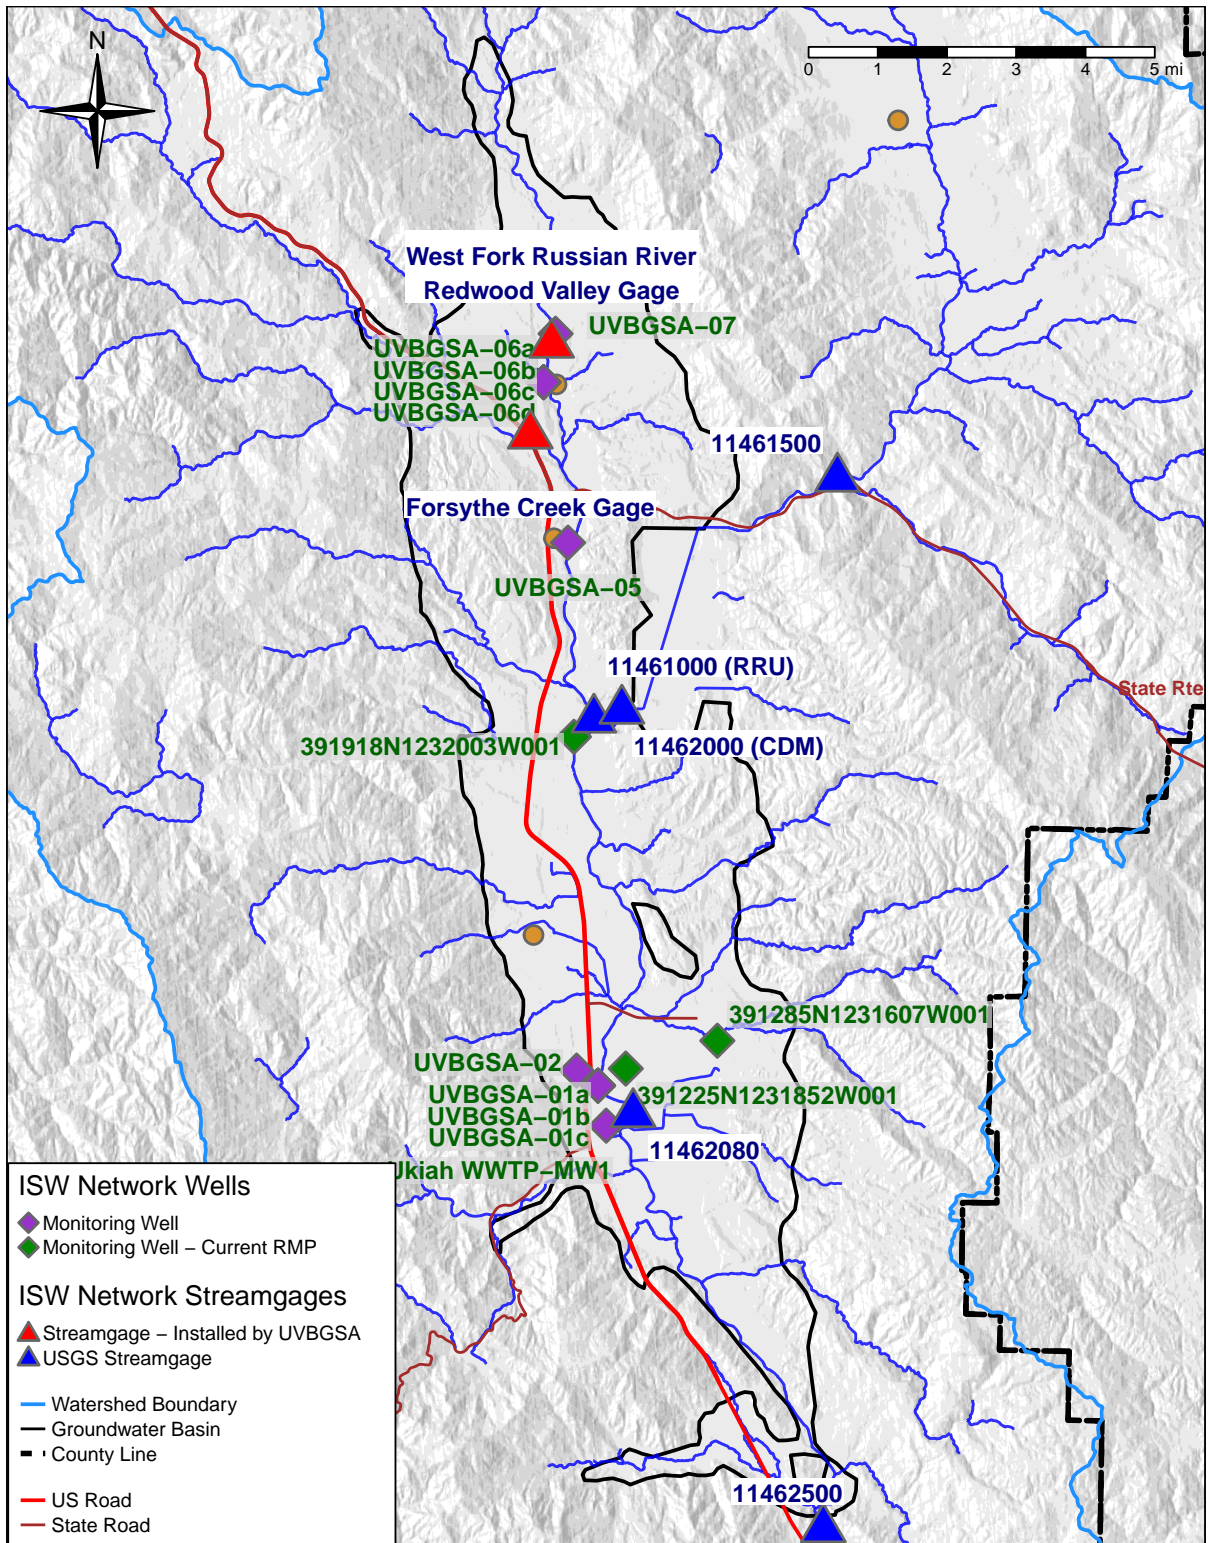 N
0 1 2 3 4 5 mi
West Fork Russian River
Redwood Valley Gage
UVBGSA−07
UVBGSA−06a
UVBGSA−06b
UVBGSA−06c
UVBGSA−06d
11461500
Forsythe Creek Gage
UVBGSA−05
11461000 (RRU)
State Rte
391918N1232003W001
11462000 (CDM)
391285N1231607W001
UVBGSA−02
UVBGSA−01a
391225N1231852W001
UVBGSA−01b
UVBGSA−01c
11462080
Ukiah WWTP−MW1
ISW Network Wells
Monitoring Well
Monitoring Well − Current RMP
ISW Network Streamgages
Streamgage − Installed by UVBGSA
USGS Streamgage
Watershed Boundary
Groundwater Basin
County Line
US Road
State Road
11462500